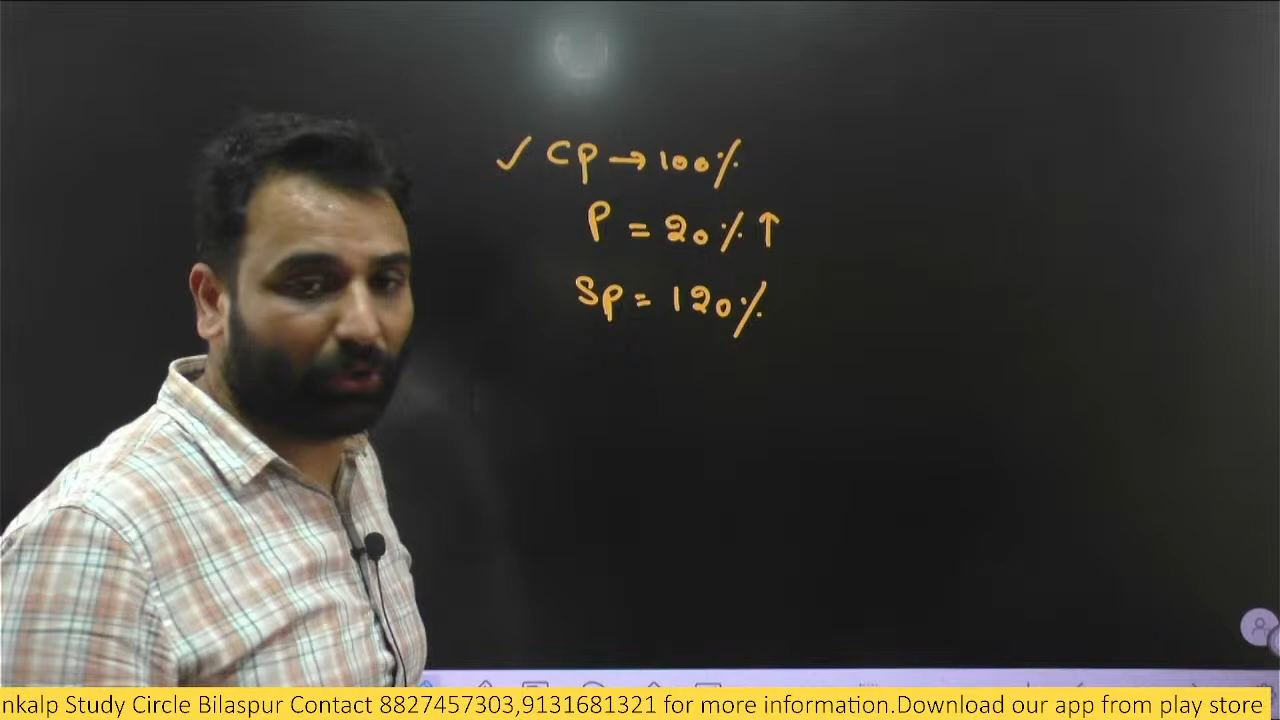 ✓ CP → 100%
P = 20% ↑
SP = 120%
nkalp Study Circle Bilaspur Contact 8827457303,9131681321 for more information.Download our app from play store